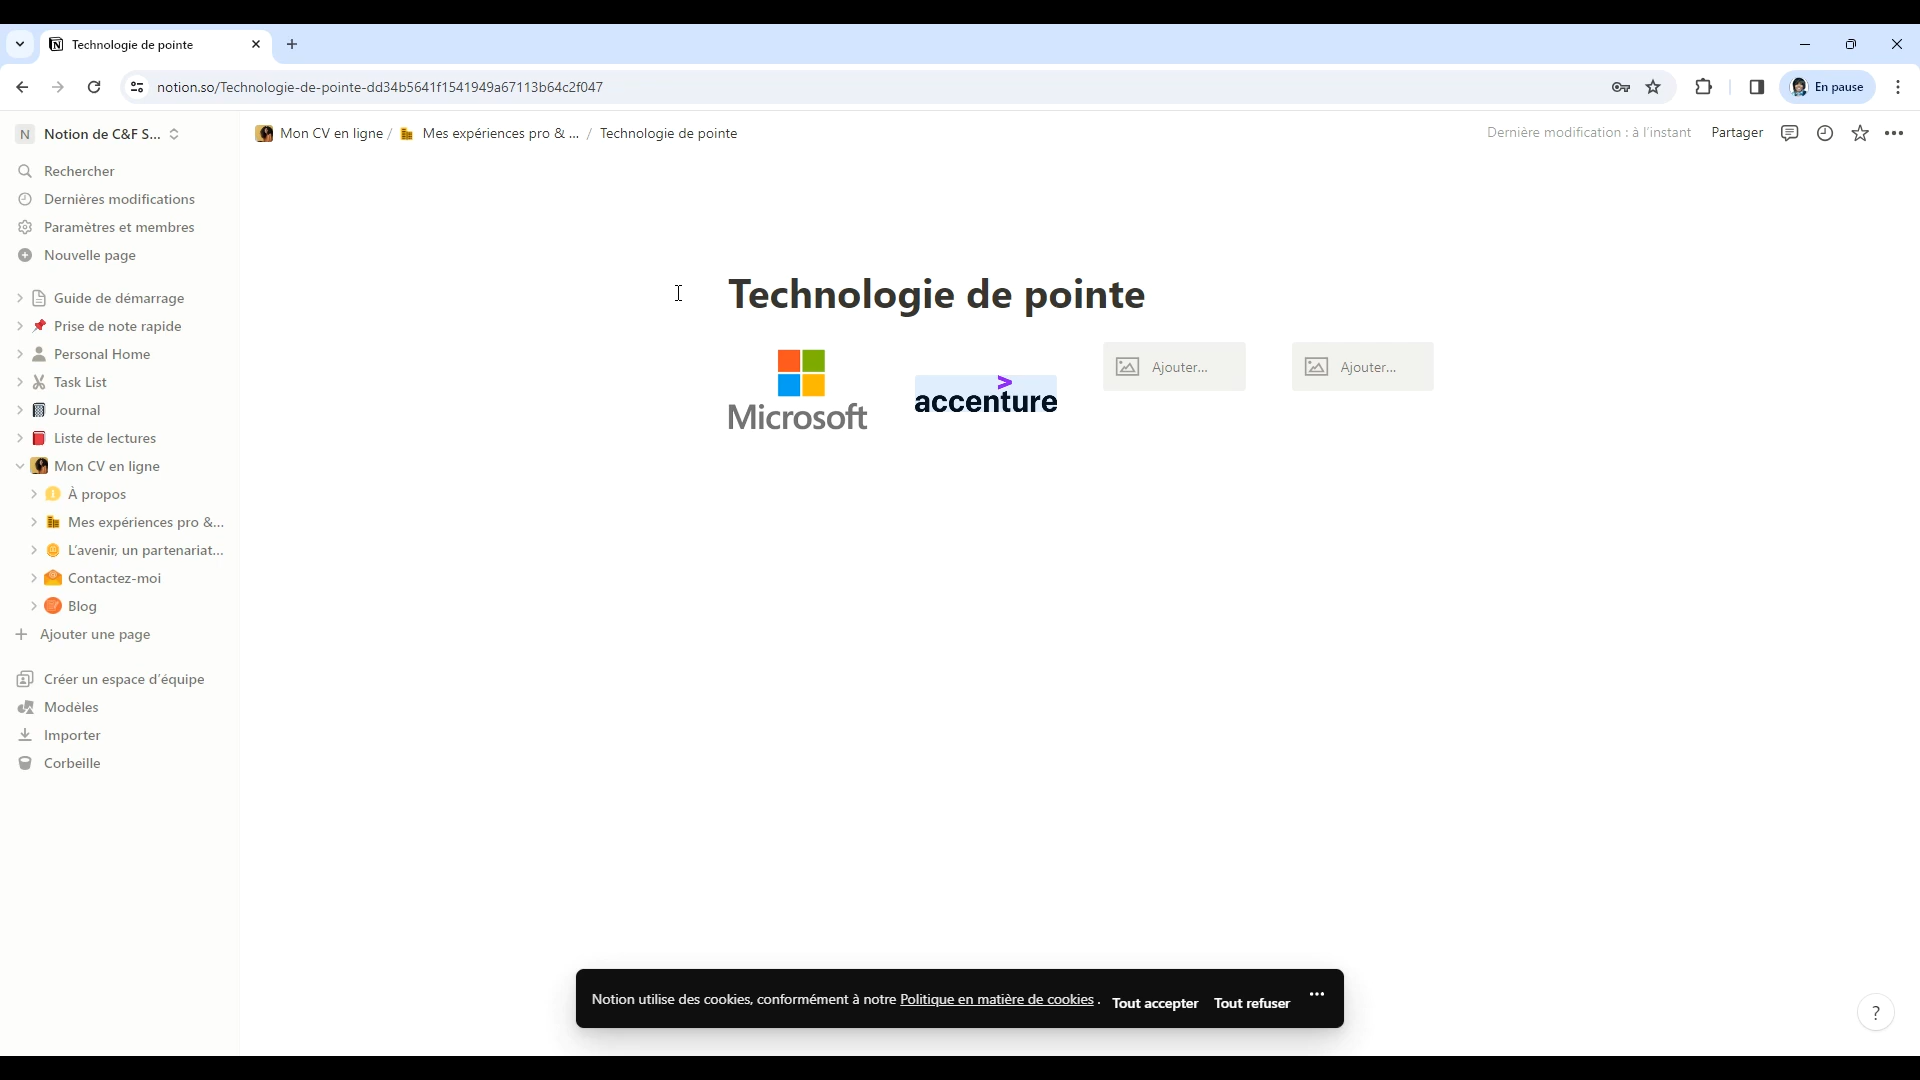 Technologie de pointe
notion.so/Technologie-de-pointe-dd34b5641f1541949a67113b64c2f047
En pause
N Notion de C&F S...
Mon CV en ligne / Mes expériences pro & ... / Technologie de pointe
Dernière modification : à l'instant Partager
Rechercher
Dernières modifications
Paramètres et membres
Nouvelle page
Guide de démarrage
Prise de note rapide
Personal Home
Task List
Journal
Liste de lectures
Mon CV en ligne
À propos
Mes expériences pro &...
L'avenir, un partenariat...
Contactez-moi
Blog
Ajouter une page
Créer un espace d'équipe
Modèles
Importer
Corbeille
Technologie de pointe
Microsoft
accenture
Ajouter...
Ajouter...
Notion utilise des cookies, conformément à notre Politique en matière de cookies . Tout accepter Tout refuser
?